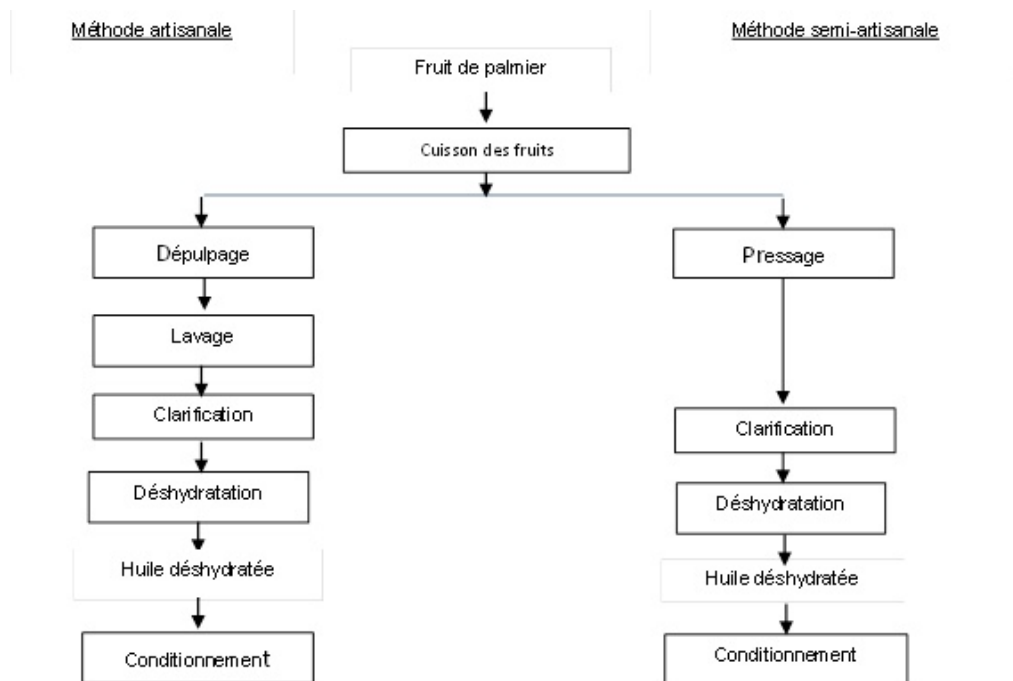 Méthode artisanale
Méthode semi-artisanale
Fruit de palmier
Cuisson des fruits
Dépulpage
Lavage
Clarification
Déshydratation
Huile déshydratée
Conditionnement
Pressage
Clarification
Déshydratation
Huile déshydratée
Conditionnement